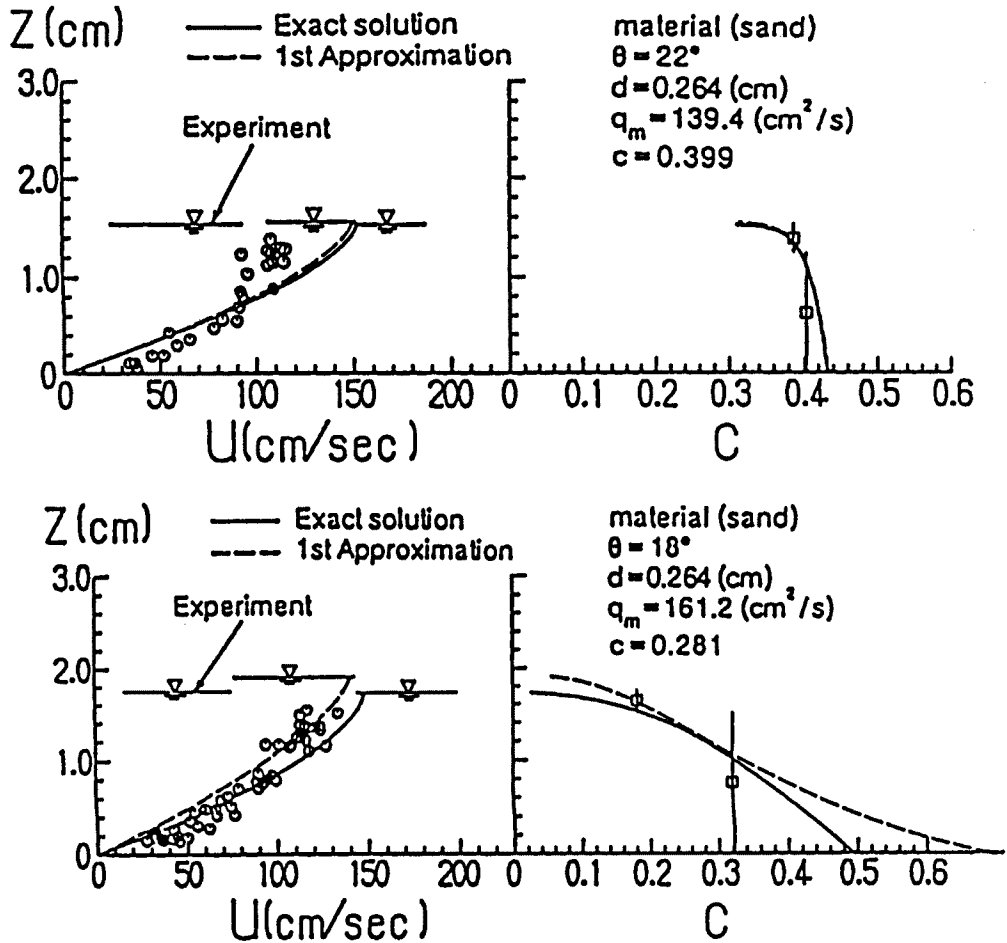 Z(cm)
Exact solution
1st Approximation
material (sand)
θ=22°
d=0.264 (cm)
qm=139.4 (cm²/s)
c=0.399
3.0
Experiment
2.0
1.0
0
0 50 100 150 200 0 0.1 0.2 0.3 0.4 0.5 0.6
U(cm/sec) C
Z(cm)
Exact solution
1st Approximation
material (sand)
θ=18°
d=0.264 (cm)
qm=161.2 (cm²/s)
c=0.281
3.0
Experiment
2.0
1.0
0
0 50 100 150 200 0 0.1 0.2 0.3 0.4 0.5 0.6
U(cm/sec) C